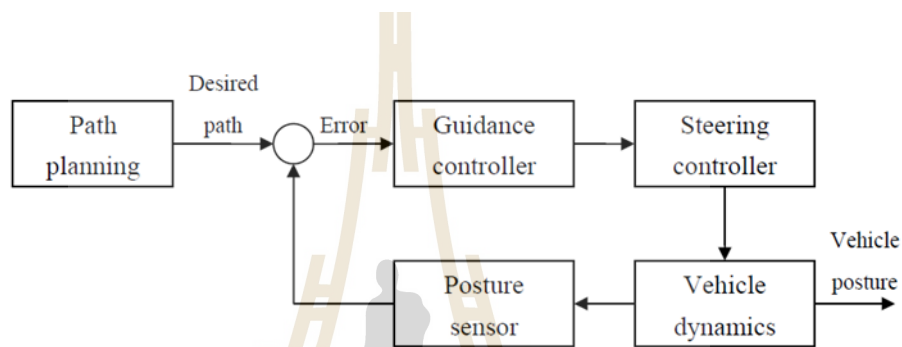 Desired
path
Path
planning
Error
Guidance
controller
Steering
controller
Vehicle
posture
Posture
sensor
Vehicle
dynamics